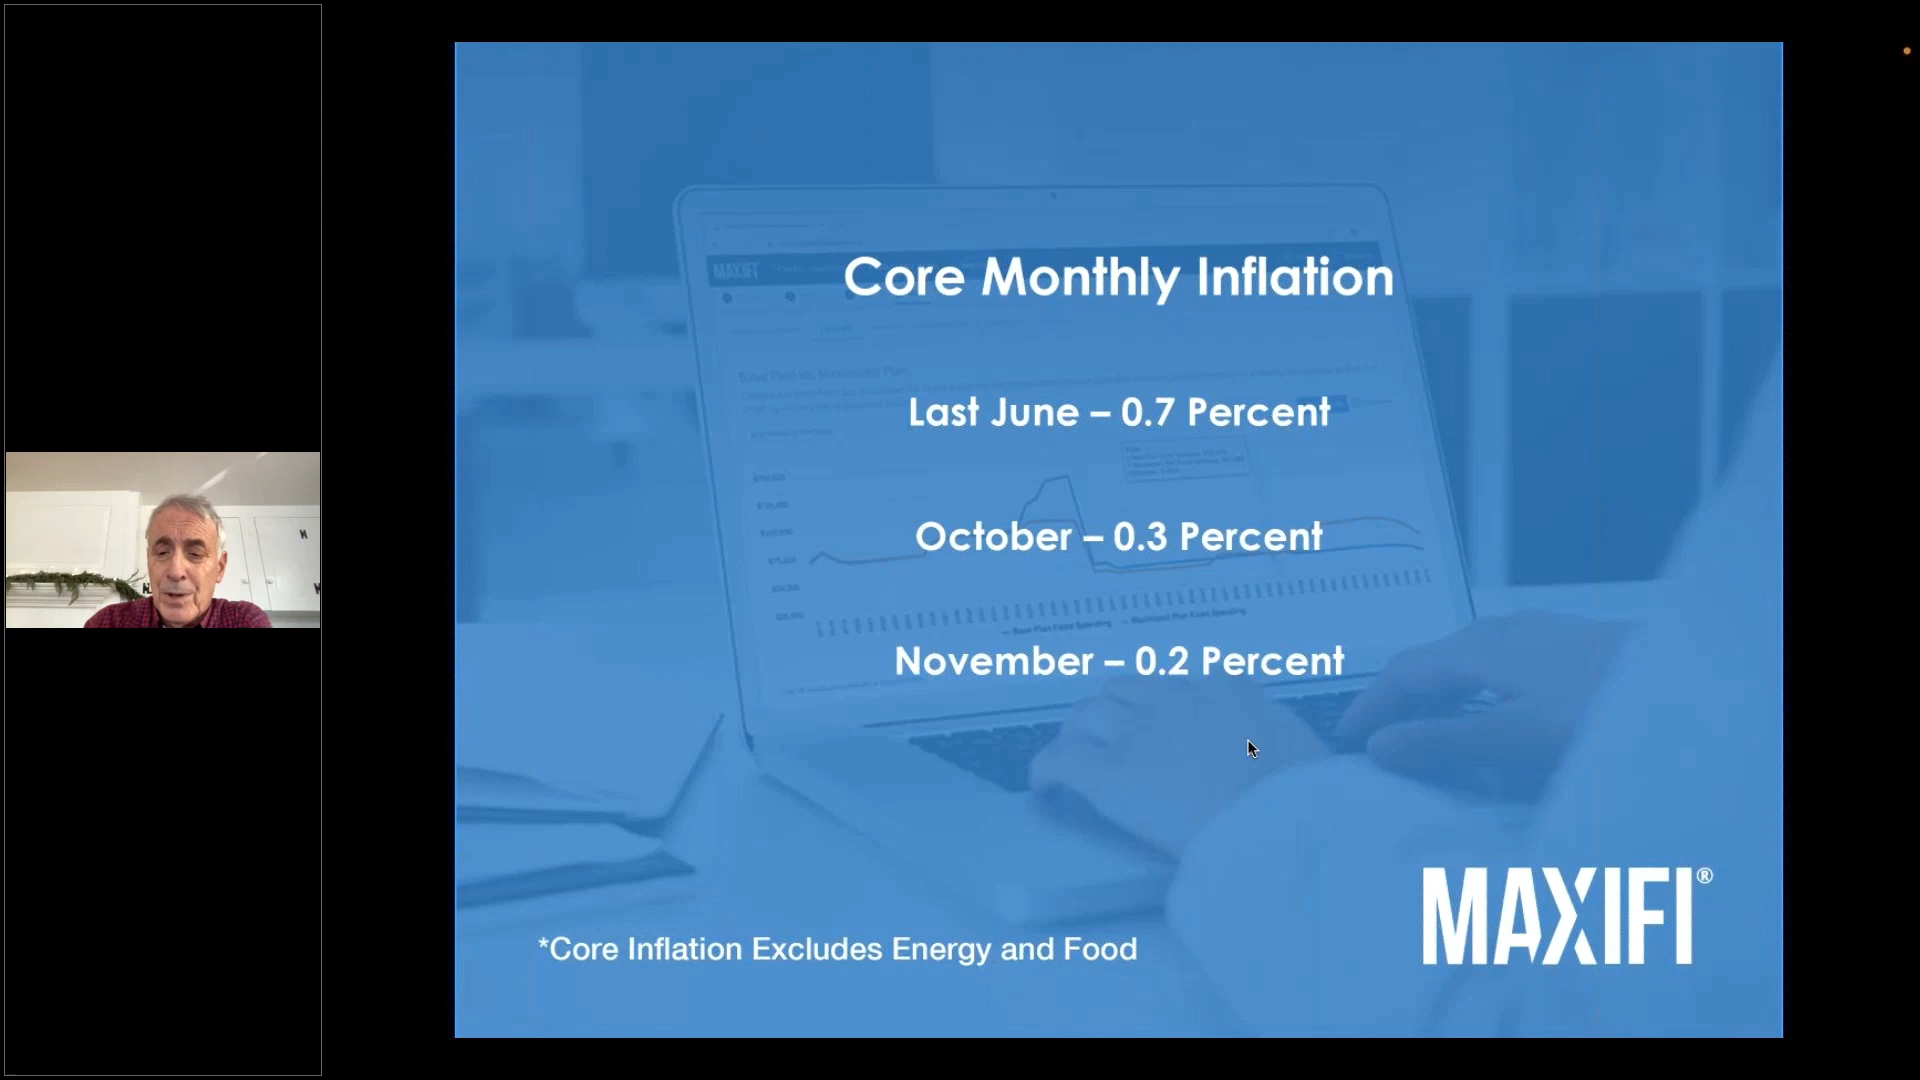 MAXIFI
Core Monthly Inflation
Last June – 0.7 Percent
October – 0.3 Percent
November – 0.2 Percent
MAXIFI®
*Core Inflation Excludes Energy and Food